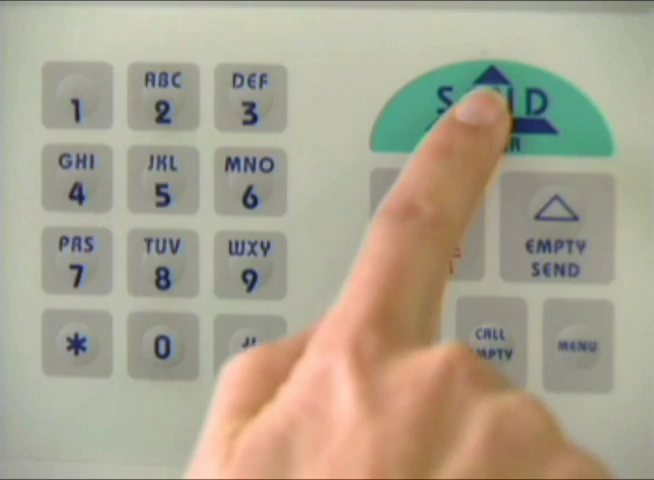 1
ABC
2
DEF
3
GHI
4
JKL
5
MNO
6
PRS
7
TUV
8
WXY
9
*
0
EMPTY
SEND
CALL
MENU